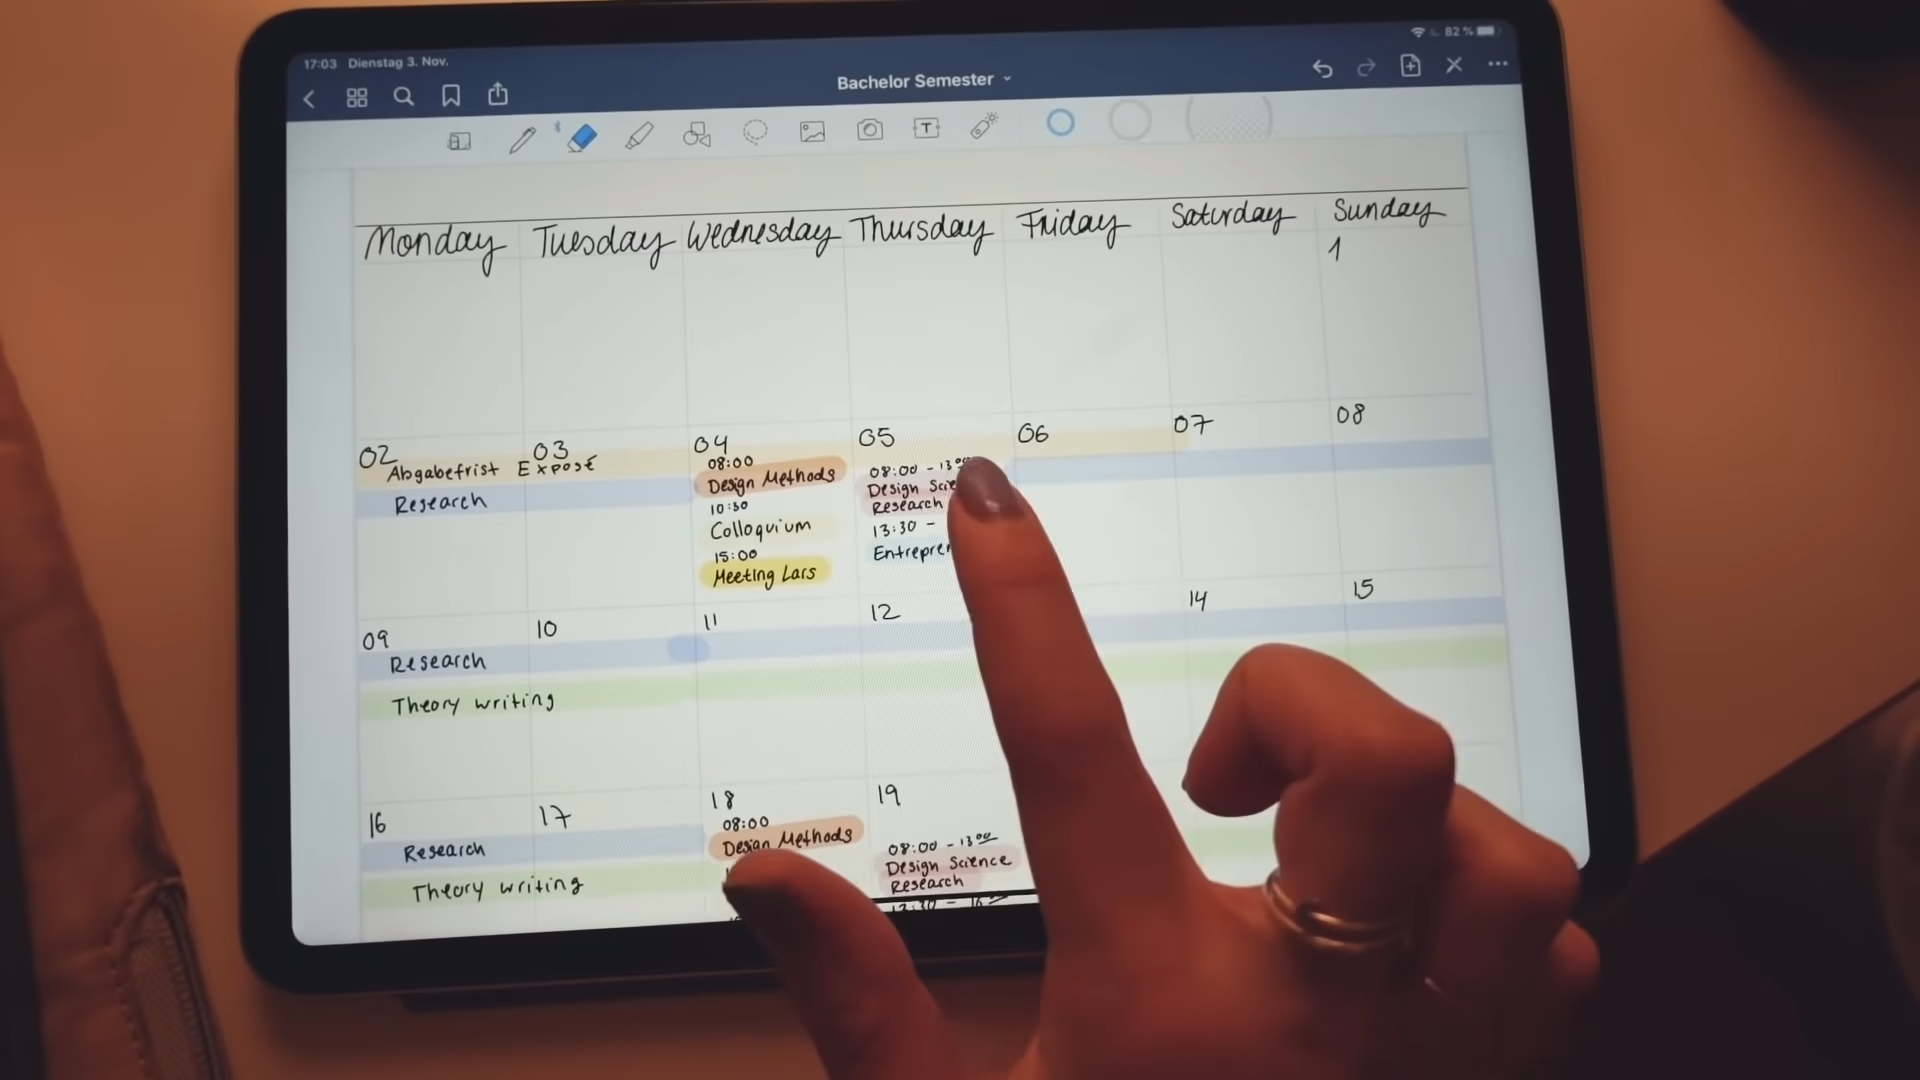 17:03 Dienstag 3. Nov.
82 %
Bachelor Semester
T
Monday Tuesday Wednesday Thursday Friday Saturday Sunday
1
02 03 04 05 06 07 08
Abgabefrist Exposé
Research
08:00
Design Methods
10:30
Colloquium
15:00
Meeting Lars
08:00 - 13
Design
Research
13:30 -
09 10 11 12 14 15
Research
Theory writing
16 17 18 19
Research
Theory writing
08:00
Design Methods
08:00 - 13 00
Design Science
Research